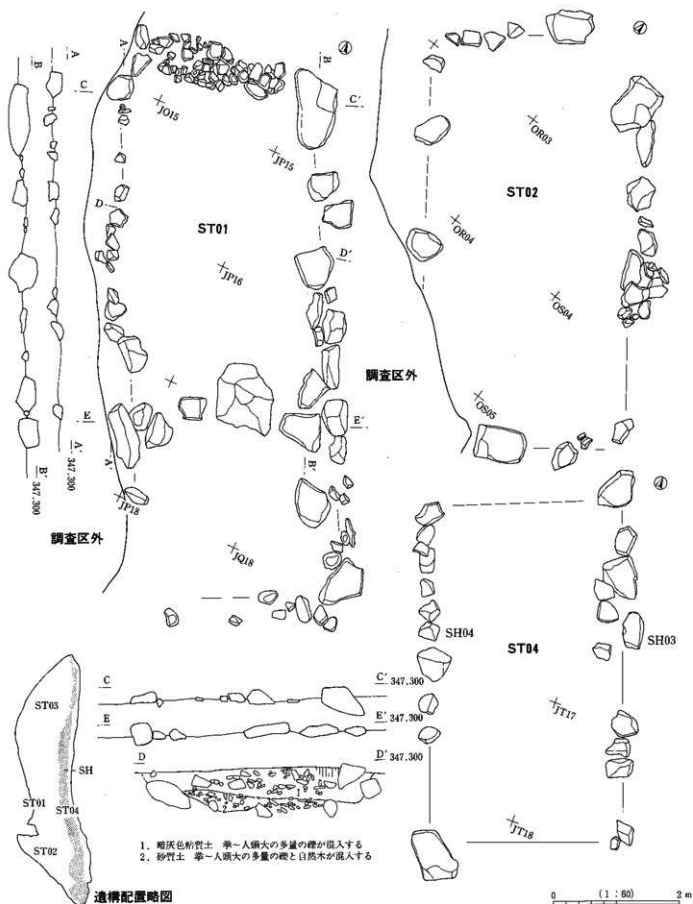 A
B
A
B
C
C′
JO15
JP15
D
D′
ST01
JP16
E
E′
A′
B′
A′
347.300
B′
347.300
JP18
JQ18
調査区外
OR03
ST02
OR04
OS04
調査区外
OS05
SH04
SH03
ST04
JT17
JT18
C
C′ 347.300
E
E′ 347.300
D
D′ 347.300
1
2
1. 暗灰色粘質土 拳~人頭大の多量の礫が混入する
2. 砂質土 拳~人頭大の多量の礫と自然木が混入する
ST03
SH
ST01
ST04
ST02
遺構配置略図
0 (1:60) 2m